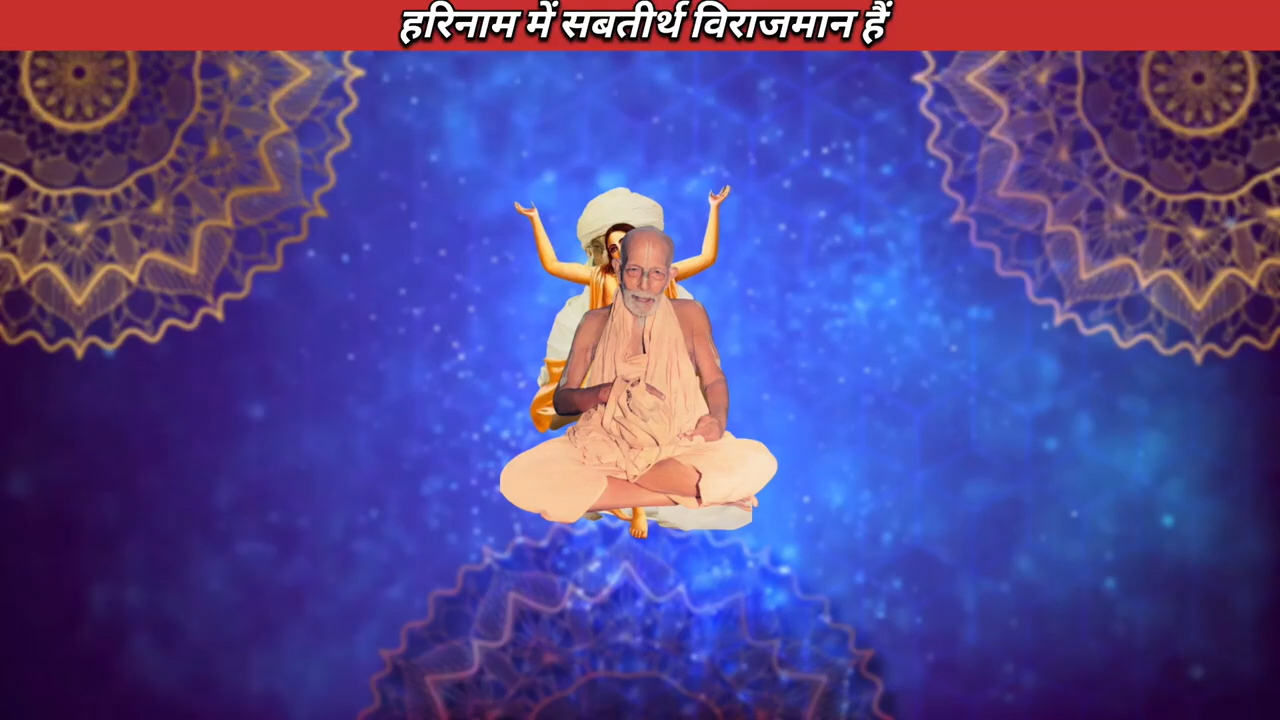 हरिनाम में सबतीर्थ विराजमान हैं